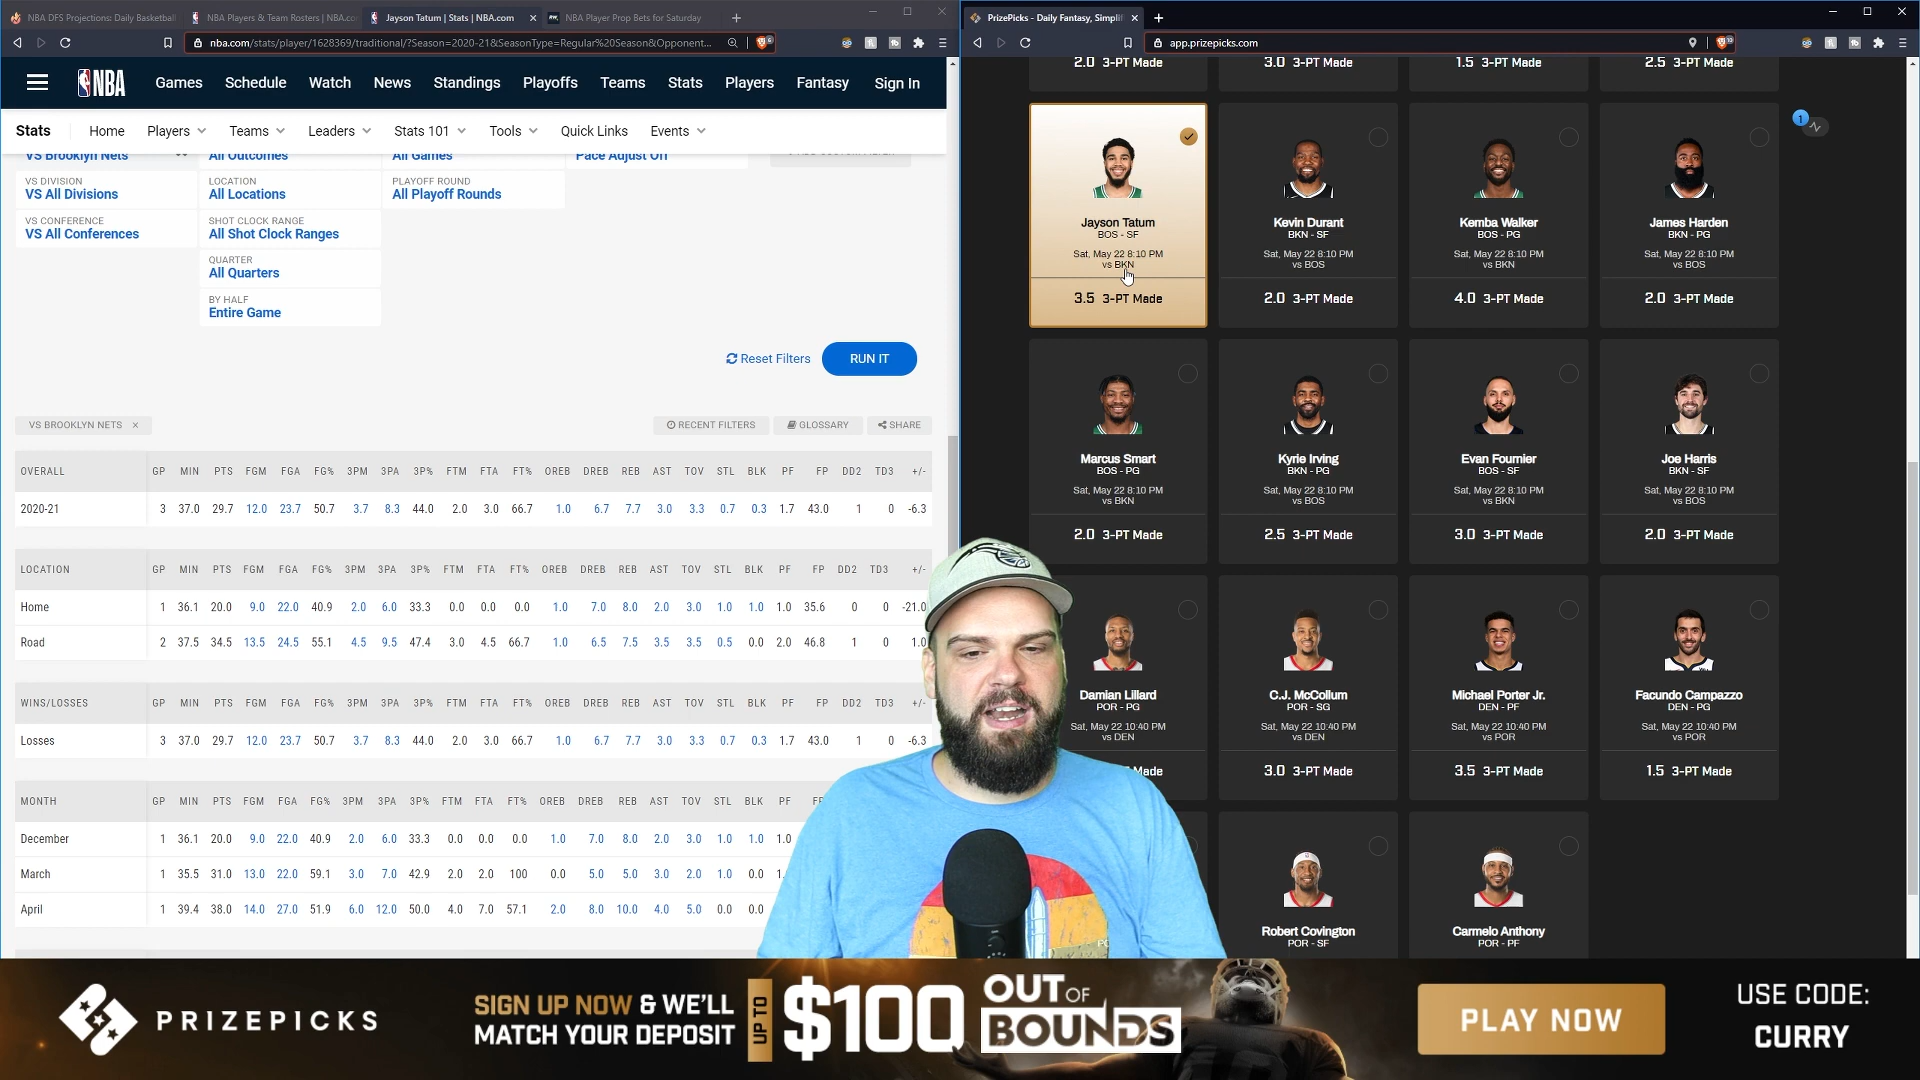 NBA DFS Projections: Daily Basketball
NBA Players & Team Rosters | NBA.co
Jayson Tatum | Stats | NBA.com
NBA Player Prop Bets for Saturday
nba.com/stats/player/1628369/traditional/?Season=2020-21&SeasonType=Regular%20Season&Opponent...
NBA Games Schedule Watch News Standings Playoffs Teams Stats Players Fantasy Sign In
Stats Home Players Teams Leaders Stats 101 Tools Quick Links Events
VS Brooklyn Nets All Outcomes All Games Pace Adjust Off
VS DIVISION LOCATION PLAYOFF ROUND
VS All Divisions All Locations All Playoff Rounds
VS CONFERENCE SHOT CLOCK RANGE
VS All Conferences All Shot Clock Ranges
QUARTER
All Quarters
BY HALF
Entire Game
Reset Filters RUN IT
VS BROOKLYN NETS × RECENT FILTERS GLOSSARY SHARE
OVERALL GP MIN PTS FGM FGA FG% 3PM 3PA 3P% FTM FTA FT% OREB DREB REB AST TOV STL BLK PF FP DD2 TD3 +/-
2020-21 3 37.0 29.7 12.0 23.7 50.7 3.7 8.3 44.0 2.0 3.0 66.7 1.0 6.7 7.7 3.0 3.3 0.7 0.3 1.7 43.0 1 0 -6.3
LOCATION GP MIN PTS FGM FGA FG% 3PM 3PA 3P% FTM FTA FT% OREB DREB REB AST TOV STL BLK PF FP DD2 TD3 +/-
Home 1 36.1 20.0 9.0 22.0 40.9 2.0 6.0 33.3 0.0 0.0 0.0 1.0 7.0 8.0 2.0 3.0 1.0 1.0 1.0 35.6 0 0 -21.0
Road 2 37.5 34.5 13.5 24.5 55.1 4.5 9.5 47.4 3.0 4.5 66.7 1.0 6.5 7.5 3.5 3.5 0.5 0.0 2.0 46.8 1 0 1.0
WINS/LOSSES GP MIN PTS FGM FGA FG% 3PM 3PA 3P% FTM FTA FT% OREB DREB REB AST TOV STL BLK PF FP DD2 TD3 +/-
Losses 3 37.0 29.7 12.0 23.7 50.7 3.7 8.3 44.0 2.0 3.0 66.7 1.0 6.7 7.7 3.0 3.3 0.7 0.3 1.7 43.0 1 0 -6.3
MONTH GP MIN PTS FGM FGA FG% 3PM 3PA 3P% FTM FTA FT% OREB DREB REB AST TOV STL BLK PF
December 1 36.1 20.0 9.0 22.0 40.9 2.0 6.0 33.3 0.0 0.0 0.0 1.0 7.0 8.0 2.0 3.0 1.0 1.0 1.0
March 1 35.5 31.0 13.0 22.0 59.1 3.0 7.0 42.9 2.0 2.0 100 0.0 5.0 5.0 3.0 2.0 1.0 0.0
April 1 39.4 38.0 14.0 27.0 51.9 6.0 12.0 50.0 4.0 7.0 57.1 2.0 8.0 10.0 4.0 5.0 0.0 0.0
PrizePicks - Daily Fantasy, Simplif
app.prizepicks.com
2.0 3-PT Made 3.0 3-PT Made 1.5 3-PT Made 2.5 3-PT Made
1
Jayson Tatum Kevin Durant Kemba Walker James Harden
BOS - SF BKN - SF BOS - PG BKN - PG
Sat, May 22 8:10 PM Sat, May 22 8:10 PM Sat, May 22 8:10 PM Sat, May 22 8:10 PM
vs BKN vs BOS vs BKN vs BOS
3.5 3-PT Made 2.0 3-PT Made 4.0 3-PT Made 2.0 3-PT Made
Marcus Smart Kyrie Irving Evan Fournier Joe Harris
BOS - PG BKN - PG BOS - SF BKN - SF
Sat, May 22 8:10 PM Sat, May 22 8:10 PM Sat, May 22 8:10 PM Sat, May 22 8:10 PM
vs BKN vs BOS vs BKN vs BOS
2.0 3-PT Made 2.5 3-PT Made 3.0 3-PT Made 2.0 3-PT Made
Damian Lillard C.J. McCollum Michael Porter Jr. Facundo Campazzo
POR - PG POR - SG DEN - PF DEN - PG
Sat, May 22 10:40 PM Sat, May 22 10:40 PM Sat, May 22 10:40 PM Sat, May 22 10:40 PM
vs DEN vs DEN vs POR vs POR
Made 3.0 3-PT Made 3.5 3-PT Made 1.5 3-PT Made
Robert Covington Carmelo Anthony
POR - SF POR - PF
PRIZEPICKS
SIGN UP NOW & WE'LL
MATCH YOUR DEPOSIT
UP TO
$100
OUT OF
BOUNDS
PLAY NOW
USE CODE:
CURRY